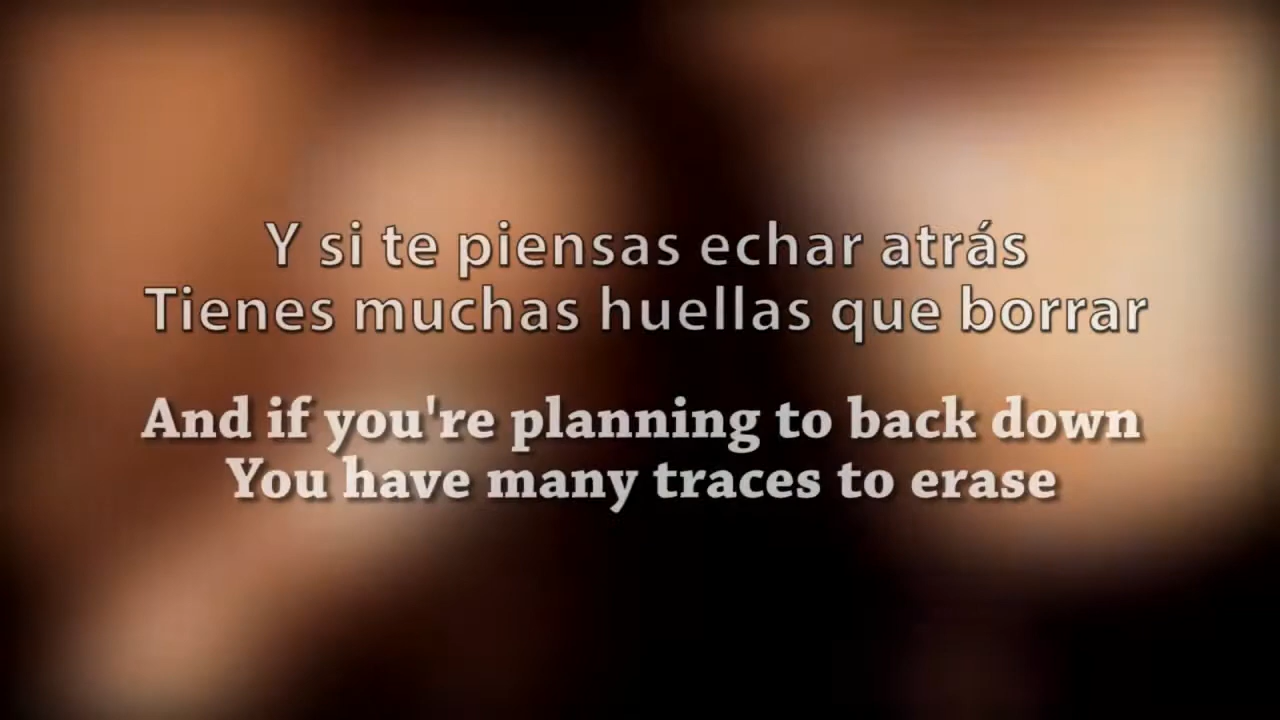 Y si te piensas echar atrás
Tienes muchas huellas que borrar
And if you're planning to back down
You have many traces to erase